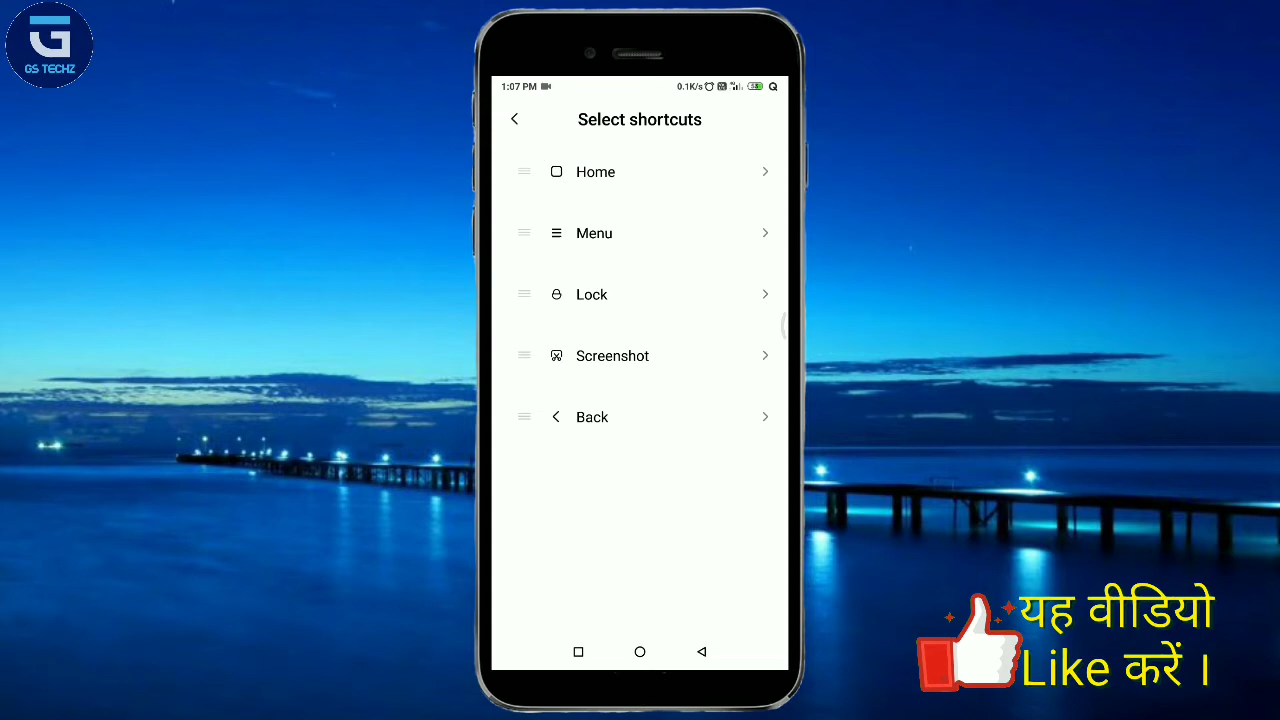 GS TECHZ
1:07 PM
0.1K/s
Select shortcuts
Home
Menu
Lock
Screenshot
Back
यह वीडियो
Like करें ।